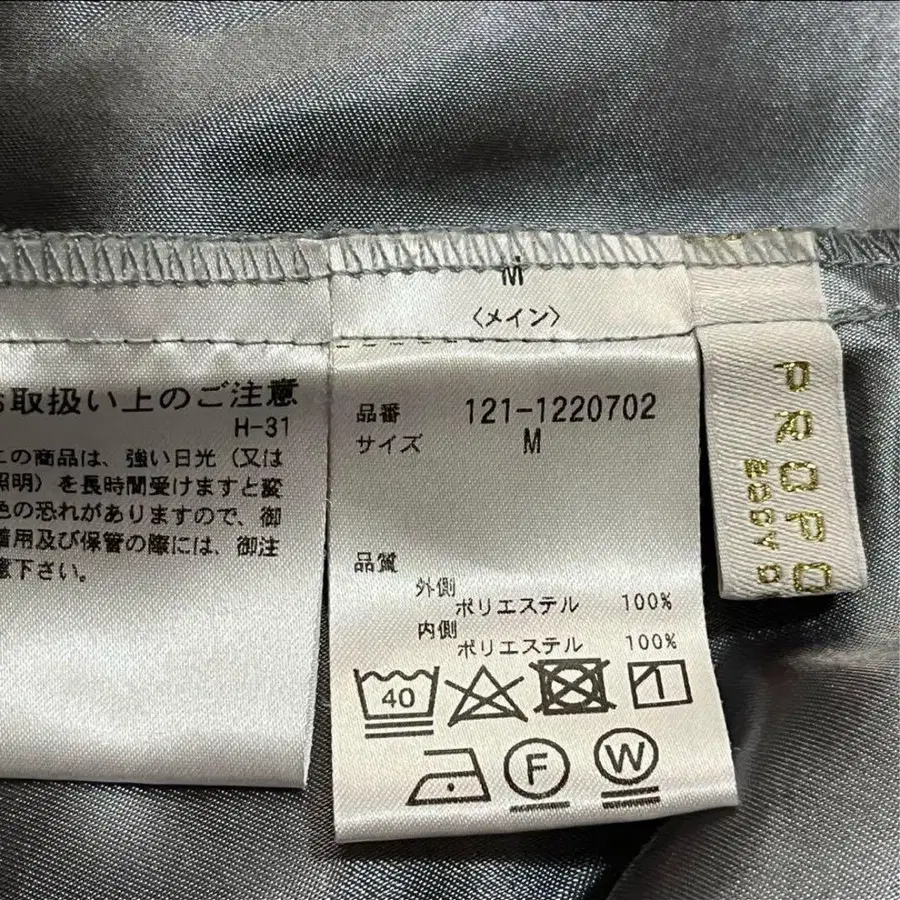 お取扱い上のご注意
H-31
この商品は、強い日光（又は
照明）を長時間受けますと変
色の恐れがありますので、御
着用及び保管の際には、御注
意下さい。
M
〈メイン〉
品番 121-1220702
サイズ M
品質
外側
ポリエステル 100%
内側
ポリエステル 100%
40
F
W
PROPO
BODY D